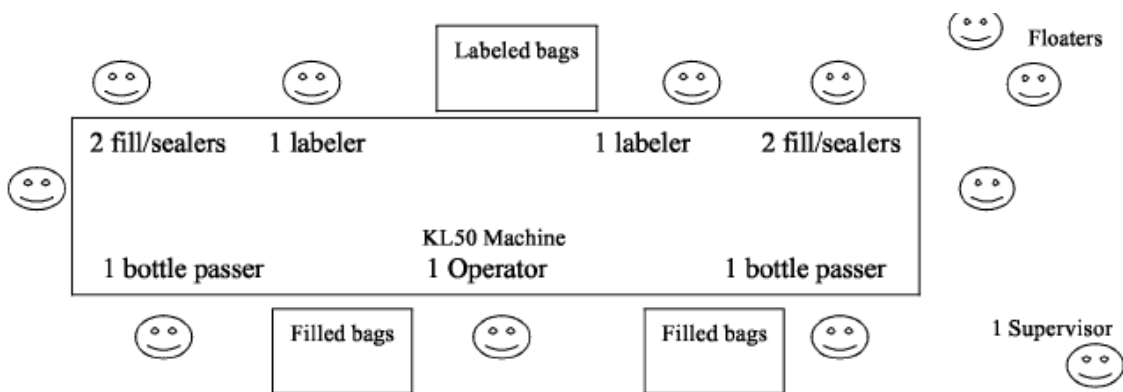 Labeled bags
Floaters
2 fill/sealers
1 labeler
1 labeler
2 fill/sealers
KL50 Machine
1 bottle passer
1 Operator
1 bottle passer
Filled bags
Filled bags
1 Supervisor